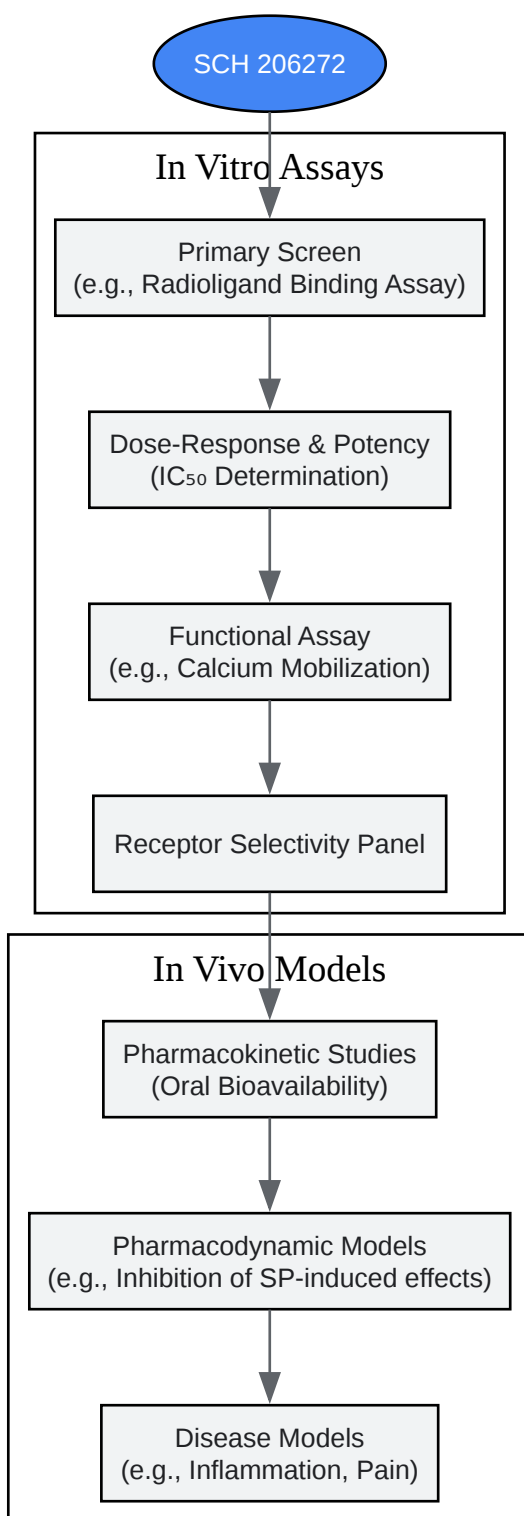 SCH 206272
In Vitro Assays
Primary Screen
(e.g., Radioligand Binding Assay)
Dose-Response & Potency
(IC₅₀ Determination)
Functional Assay
(e.g., Calcium Mobilization)
Receptor Selectivity Panel
In Vivo Models
Pharmacokinetic Studies
(Oral Bioavailability)
Pharmacodynamic Models
(e.g., Inhibition of SP-induced effects)
Disease Models
(e.g., Inflammation, Pain)